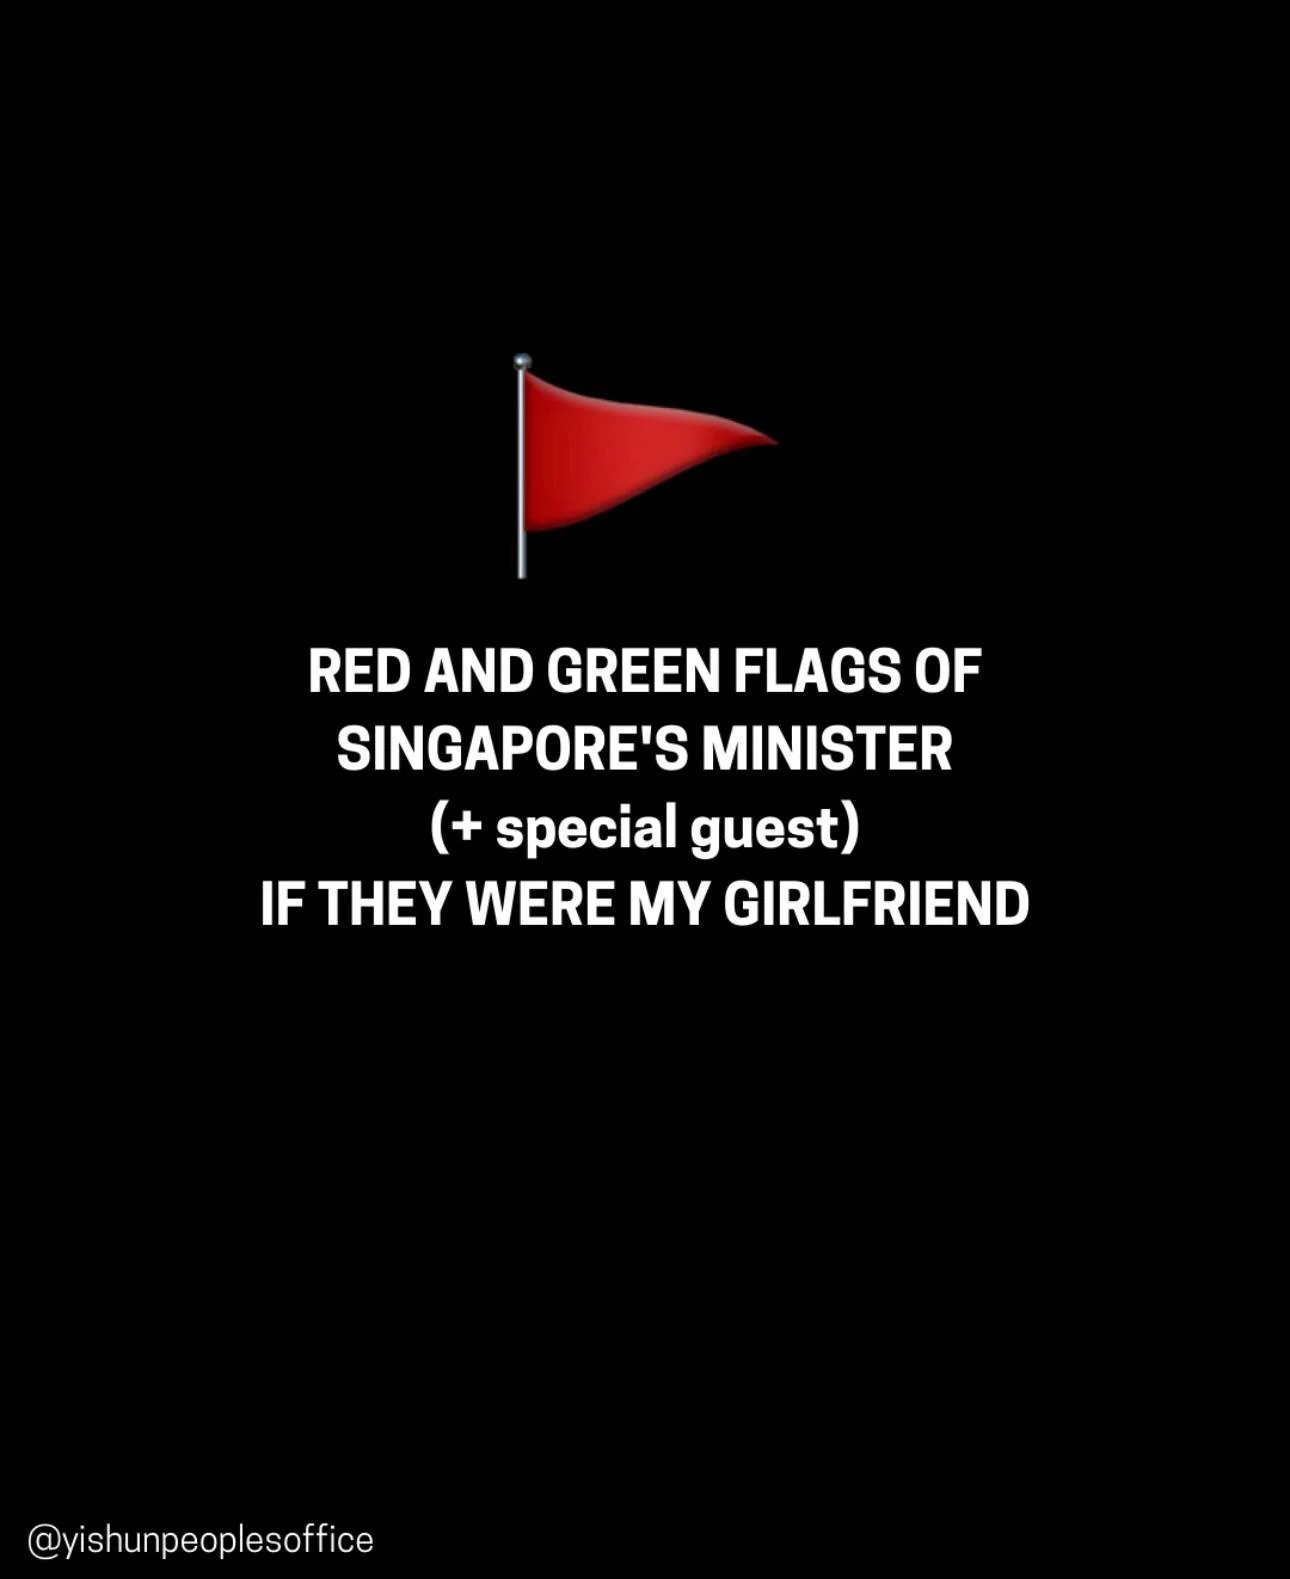 RED AND GREEN FLAGS OF
SINGAPORE'S MINISTER
(+ special guest)
IF THEY WERE MY GIRLFRIEND
@yishunpeoplesoffice